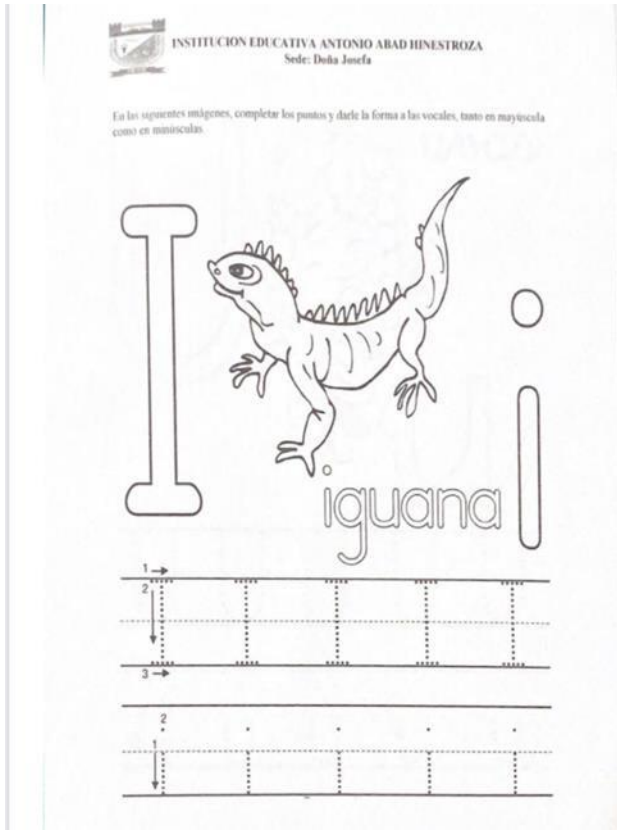 INSTITUCION EDUCATIVA ANTONIO ABAD HINESTROZA
Sede: Doña Josefa
En las siguientes imágenes, completar los puntos y darle la forma a las vocales, tanto en mayúscula
como en minúsculas.
I
i
iguana
1
2
I I I I I
3
2
1
i i i i i